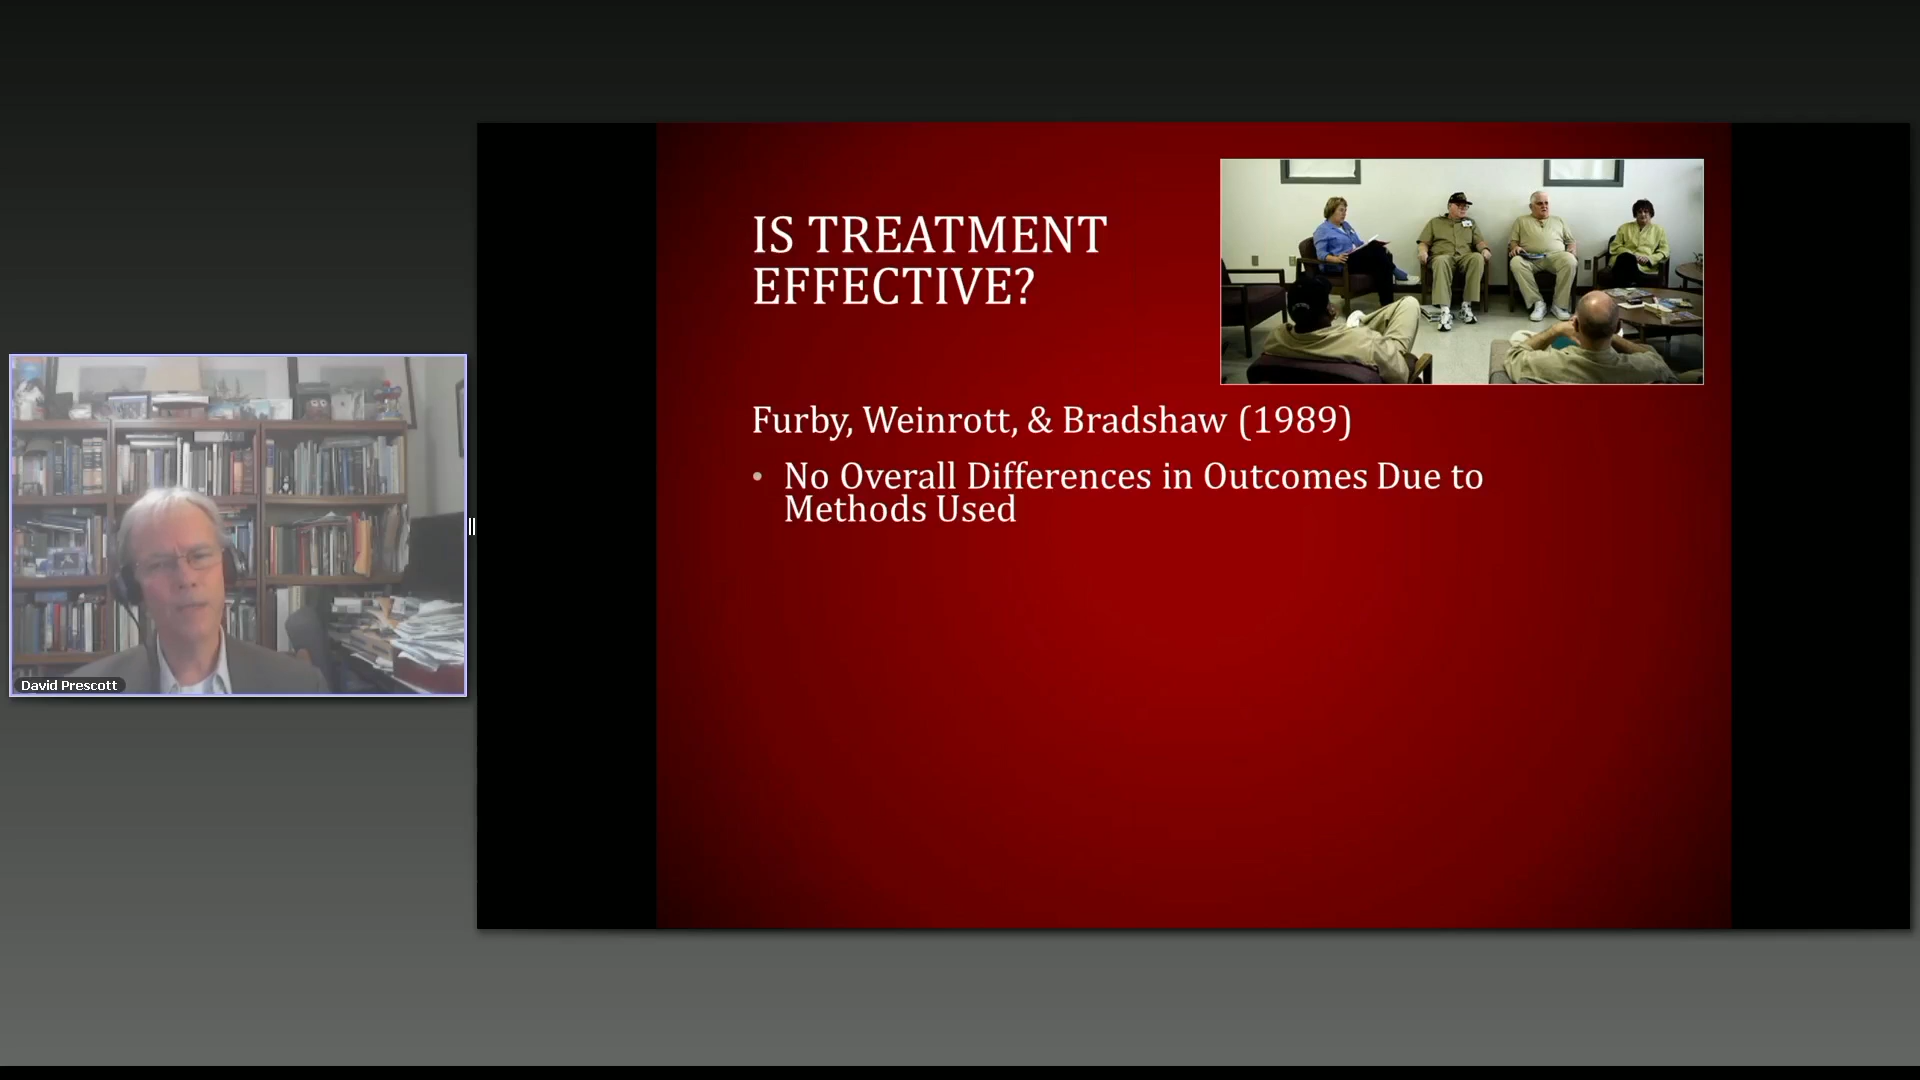 IS TREATMENT
EFFECTIVE?
Furby, Weinrott, & Bradshaw (1989)
• No Overall Differences in Outcomes Due to
Methods Used
David Prescott